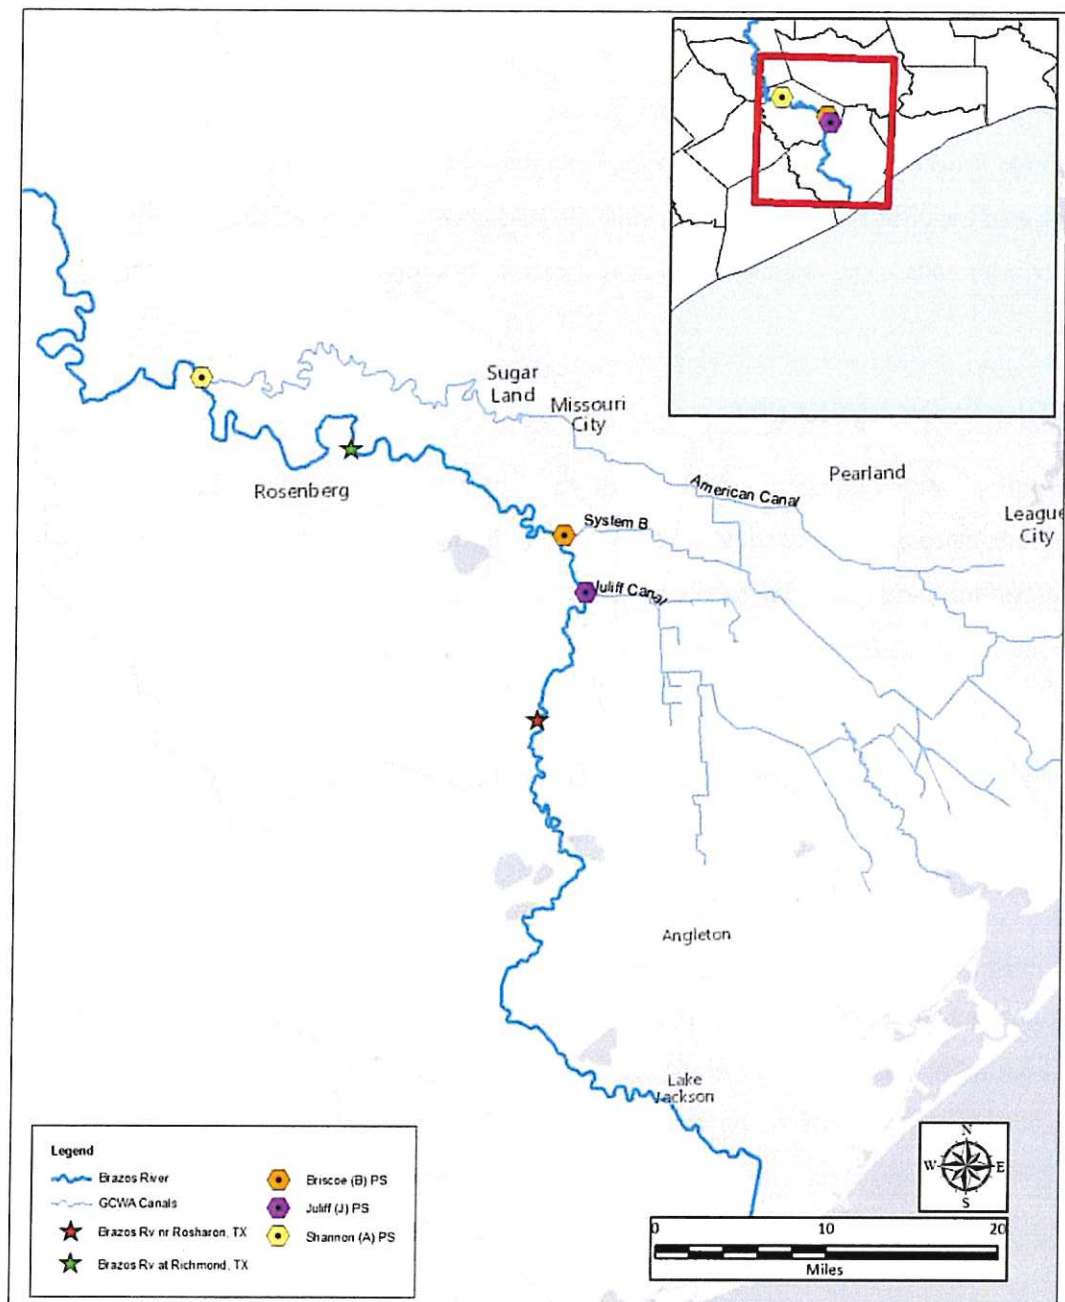 Sugar
Land
Missouri
City
Pearland
American Canal
League
City
Rosenberg
System B
Juliff Canal
Angleton
Lake
Jackson
Legend
Brazos River
GCWA Canals
Brazos Rv nr Rosharon, TX
Brazos Rv at Richmond, TX
Briscoe (B) PS
Juliff (J) PS
Shannon (A) PS
N
W E
S
0 10 20
Miles